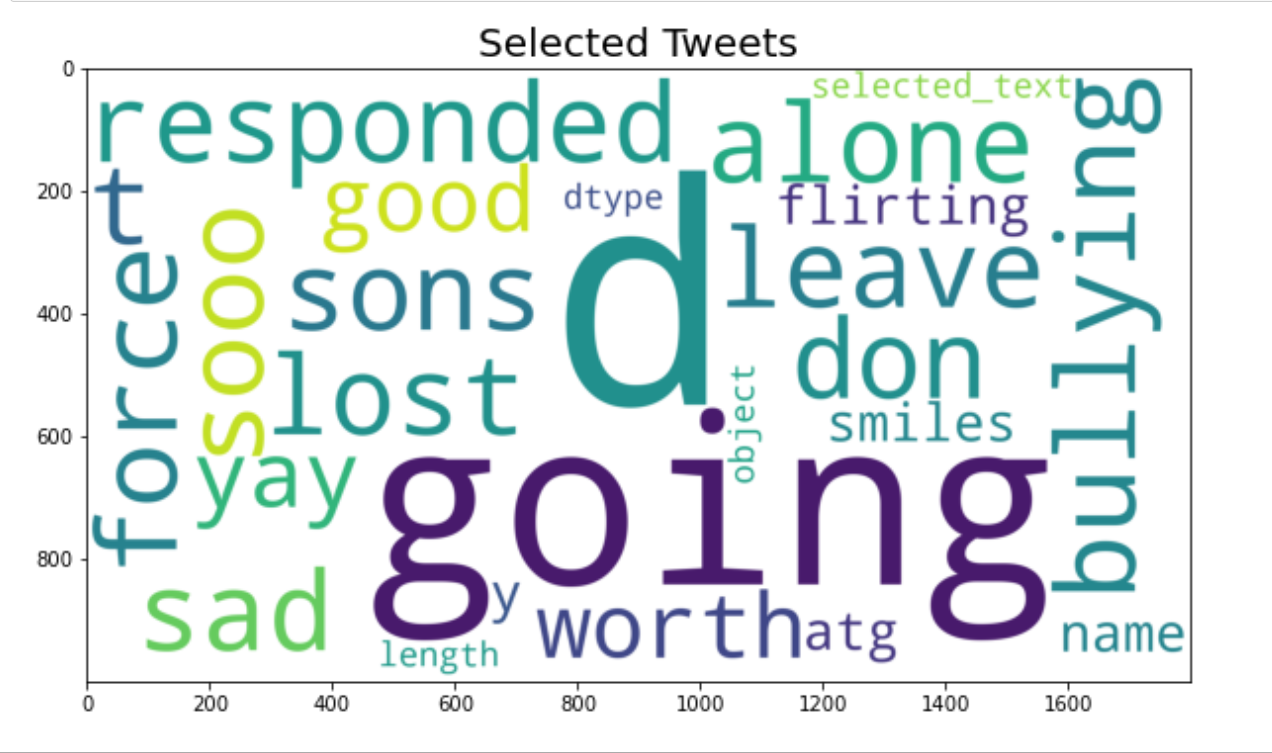 Selected Tweets
0
200
400
600
800
0
200
400
600
800
1000
1200
1400
1600
responded
selected_text
alone
bullying
t
good
dtype
flirting
d
sooo
force
sons
leave
lost
don
object
smiles
yay
going
sad
y
worth
atg
name
length